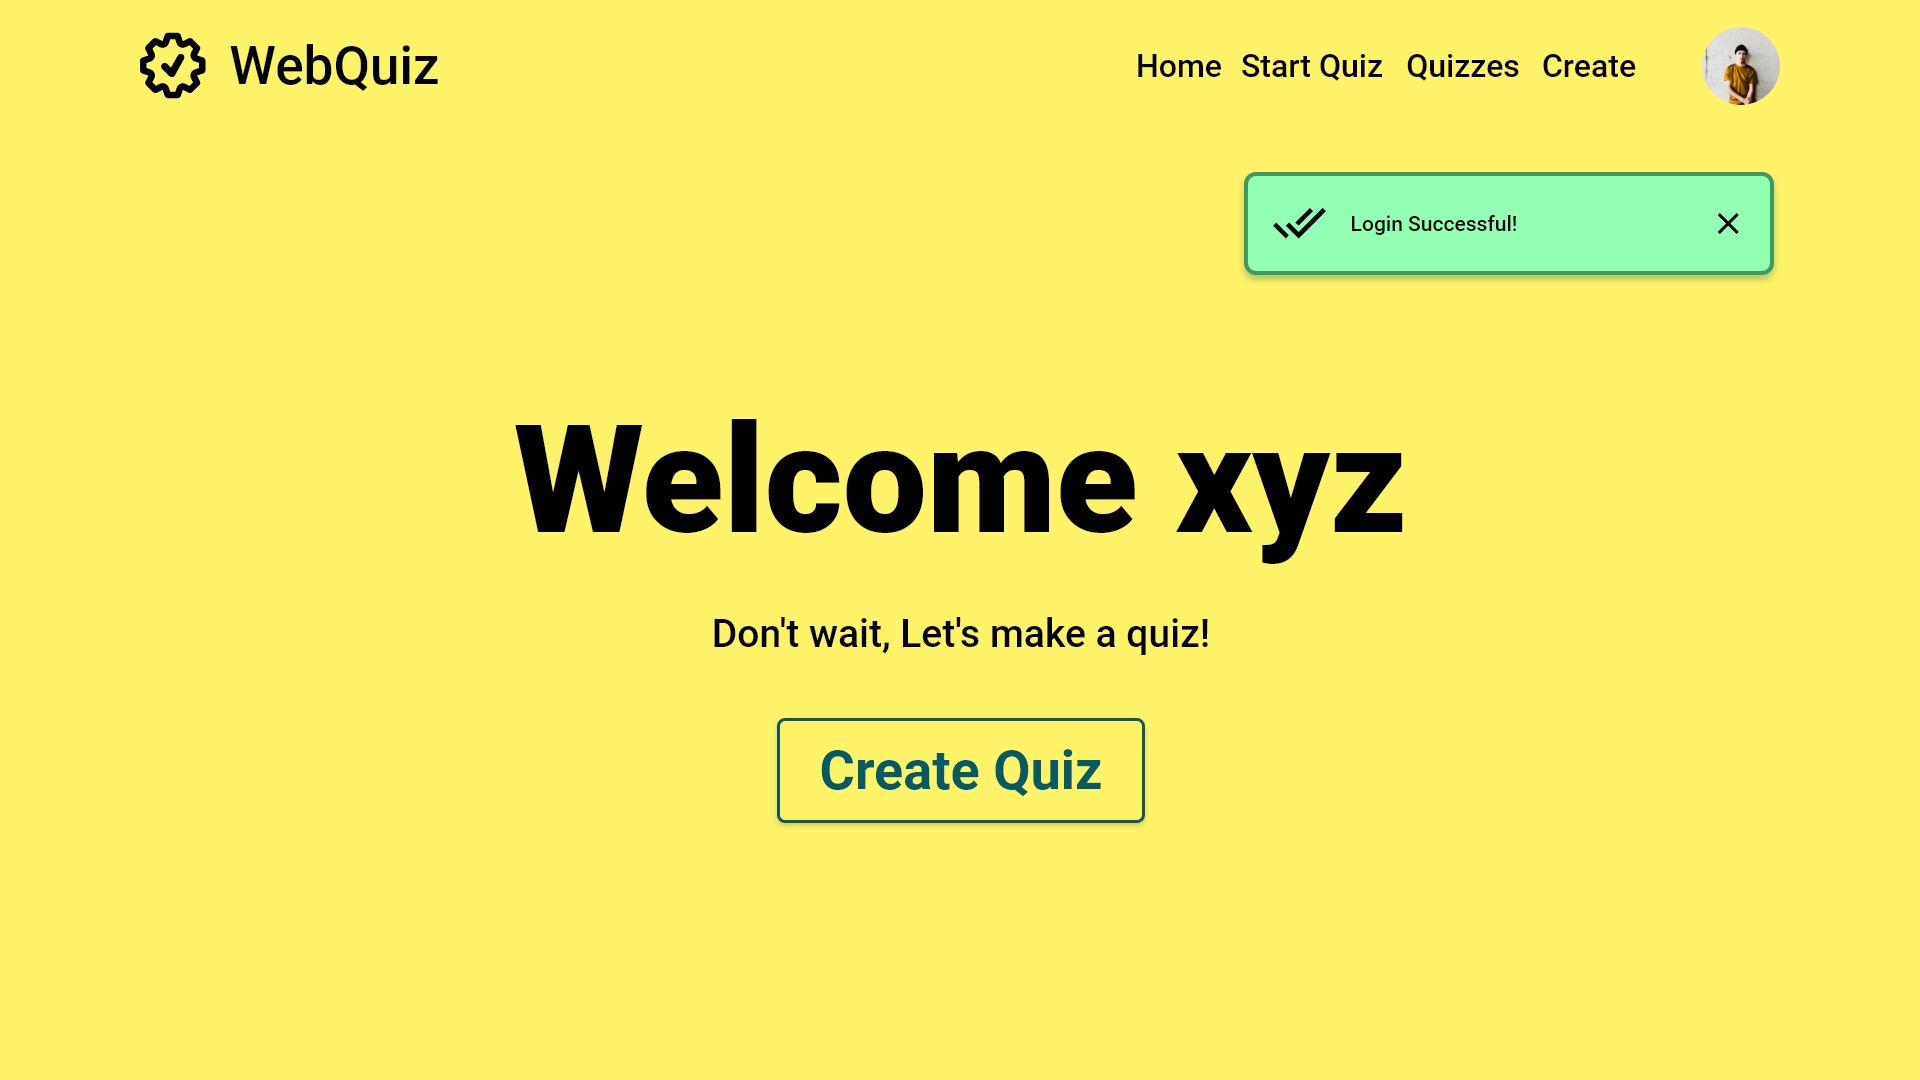 WebQuiz
Home Start Quiz Quizzes Create
Login Successful!
Welcome xyz
Don't wait, Let's make a quiz!
Create Quiz